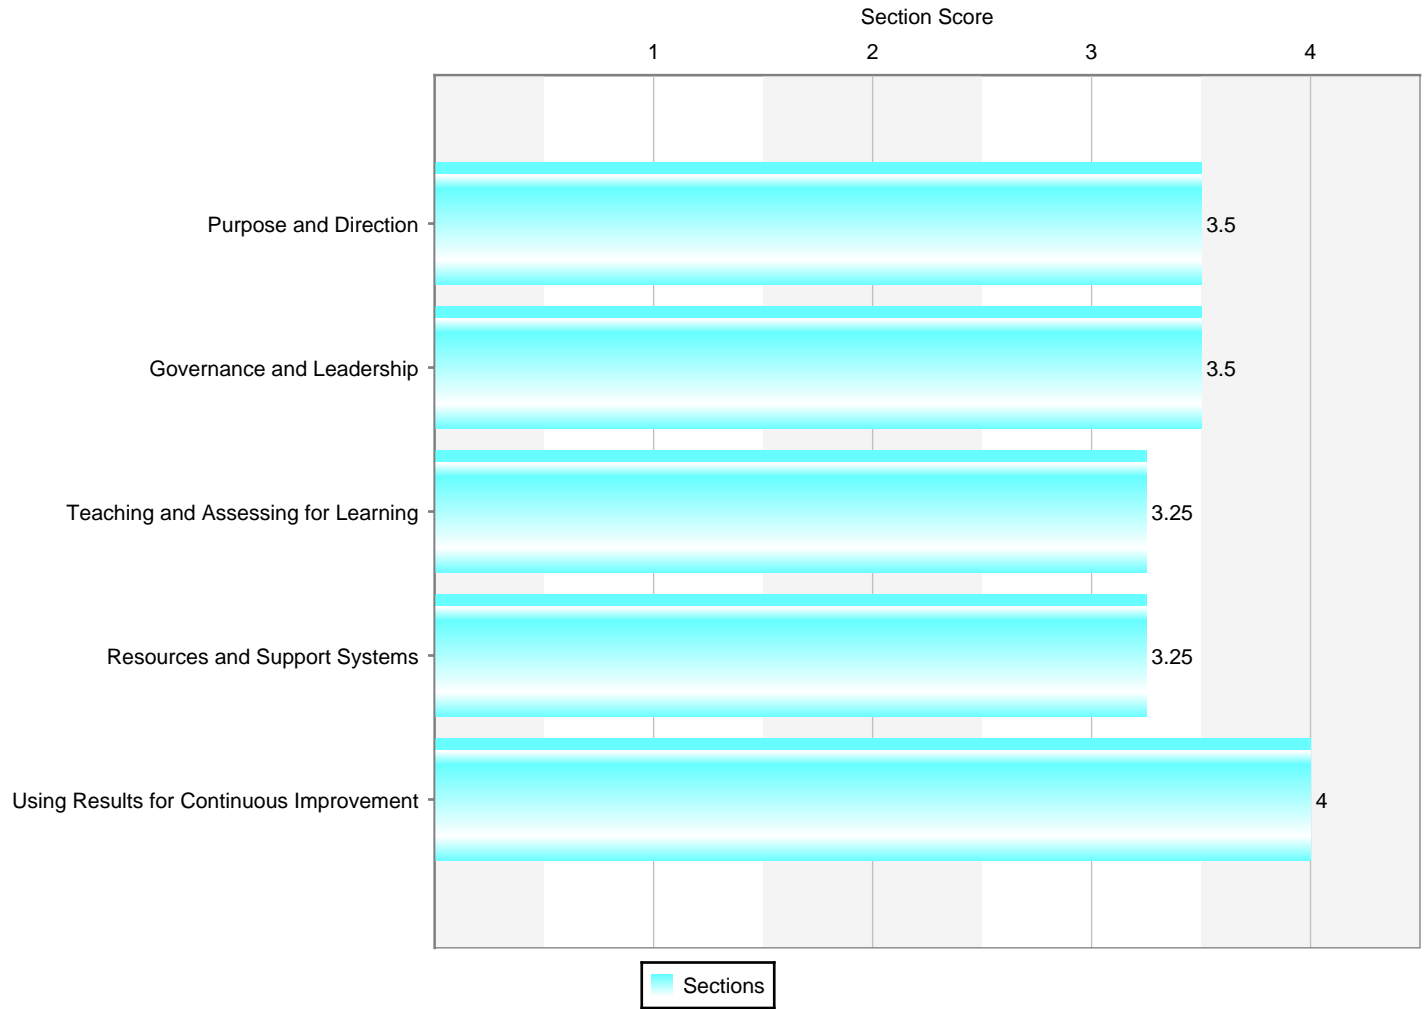 Section Score
1 2 3 4
Purpose and Direction 3.5
Governance and Leadership 3.5
Teaching and Assessing for Learning 3.25
Resources and Support Systems 3.25
Using Results for Continuous Improvement 4
Sections